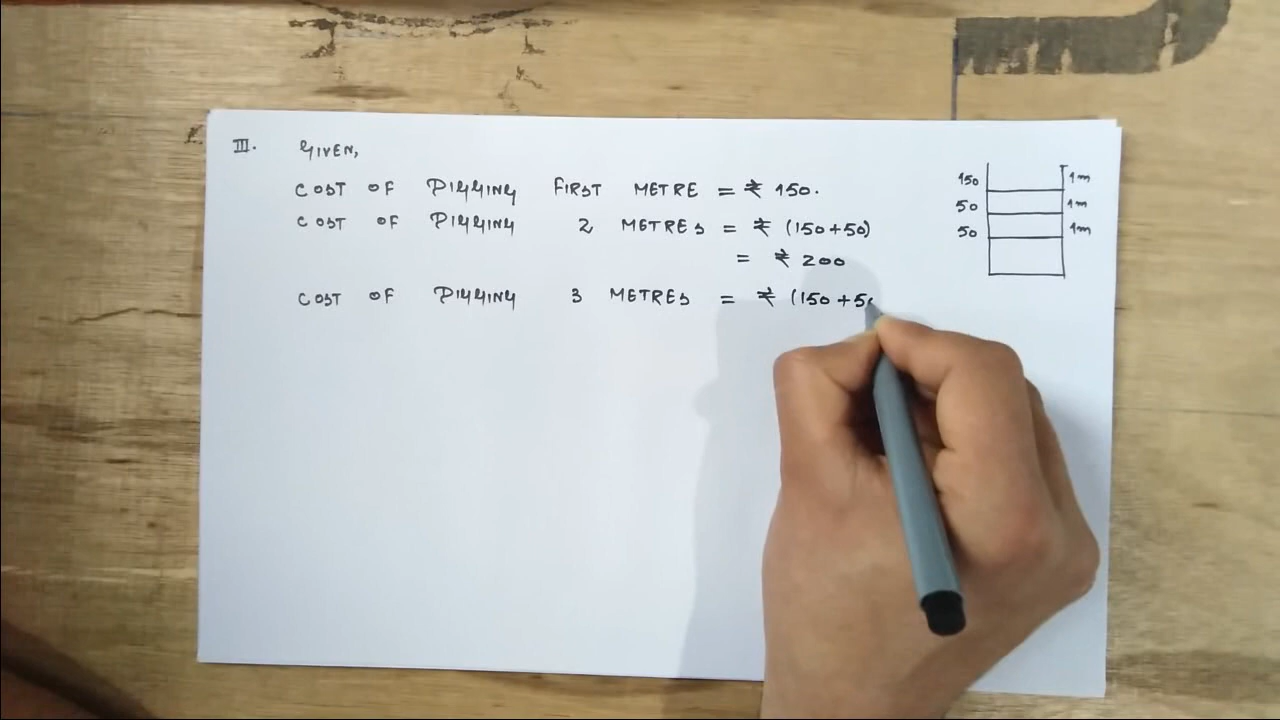 III. GIVEN,
COST OF DIGGING FIRST METRE = ₹ 150.
COST OF DIGGING 2 METRES = ₹ (150+50)
= ₹ 200
COST OF DIGGING 3 METRES = ₹ (150+50
150 1m
50 1m
50 1m